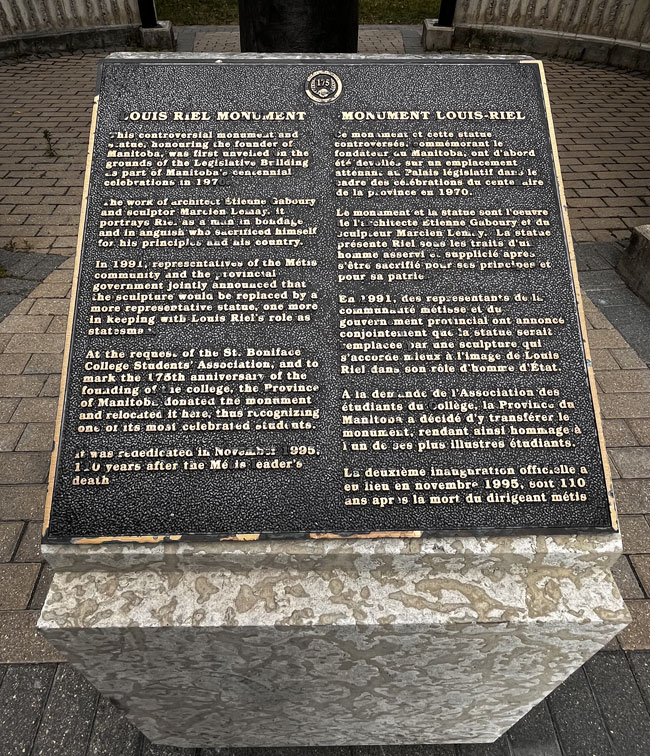 175
LOUIS RIEL MONUMENT
This controversial monument and
statue, honouring the founder of
Manitoba, was first unveiled in the
grounds of the Legislative Building
as part of Manitoba's centennial
celebrations in
The work of architect Étienne Gaboury
and sculptor Marcien Lemay, it
portrays Riel as a man in bondage
and in anguish who sacrificed himself
for his principles and his country.
In 1991, representatives of the Métis
community and the provincial
government jointly announced that
the sculpture would be replaced by a
more representative statue, one more
in keeping with Louis Riel's role as
statesman
At the request of the St. Boniface
College Students' Association, and to
mark the 175th anniversary of the
founding of the college, the Province
of Manitoba donated the monument
and relocated it here, thus recognizing
one of its most celebrated students.
It was rededicated in November 1995,
110 years after the Métis leader's
death
MONUMENT LOUIS-RIEL
Ce monument et cette statue
controversés, commémorant le
fondateur du Manitoba, ont d'abord
été dévoilés sur un emplacement
attenant au Palais législatif dans le
cadre des célébrations du centenaire
de la province en 1970.
Le monument et la statue sont l'oeuvre
de l'architecte Étienne Gaboury et du
sculpteur Marcien Lemay. La statue
présente Riel sous les traits d'un
homme asservi et supplicié après
s'être sacrifié pour ses principes et
pour sa patrie
En 1991, des représentants de la
communauté métisse et du
gouvernement provincial ont annoncé
conjointement que la statue serait
remplacée par une sculpture qui
s'accorde mieux à l'image de Louis
Riel dans son rôle d'homme d'État.
À la demande de l'Association des
étudiants du Collège, la Province du
Manitoba a décidé d'y transférer le
monument, rendant ainsi hommage à
l'un de ses plus illustres étudiants.
La deuxième inauguration officielle a
eu lieu en novembre 1995, soit 110
ans après la mort du dirigeant métis